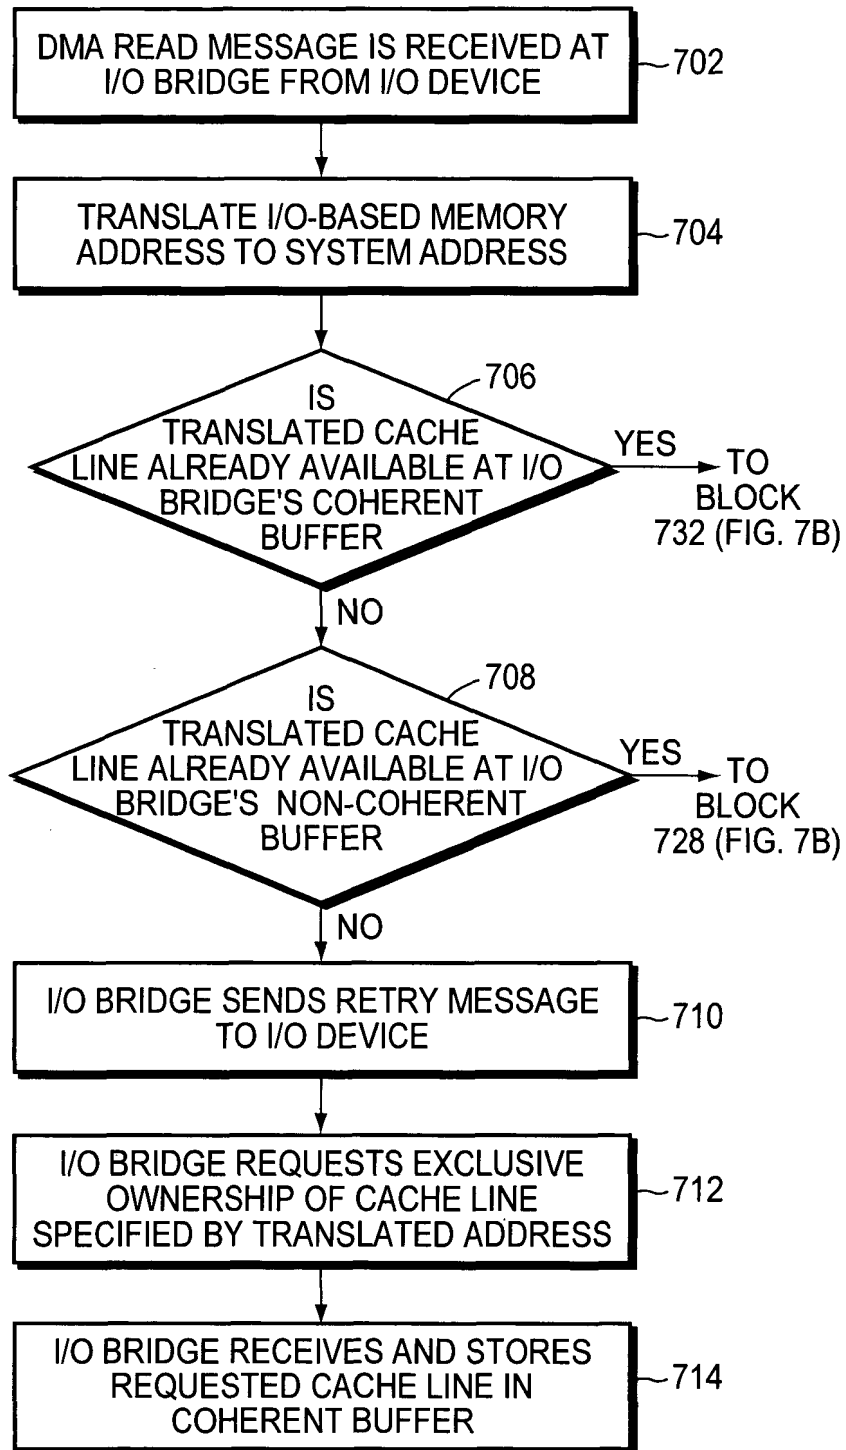 DMA READ MESSAGE IS RECEIVED AT
I/O BRIDGE FROM I/O DEVICE
702
TRANSLATE I/O-BASED MEMORY
ADDRESS TO SYSTEM ADDRESS
704
706
IS
TRANSLATED CACHE
LINE ALREADY AVAILABLE AT I/O
BRIDGE'S COHERENT
BUFFER
YES
TO
BLOCK
732 (FIG. 7B)
NO
708
IS
TRANSLATED CACHE
LINE ALREADY AVAILABLE AT I/O
BRIDGE'S NON-COHERENT
BUFFER
YES
TO
BLOCK
728 (FIG. 7B)
NO
I/O BRIDGE SENDS RETRY MESSAGE
TO I/O DEVICE
710
I/O BRIDGE REQUESTS EXCLUSIVE
OWNERSHIP OF CACHE LINE
SPECIFIED BY TRANSLATED ADDRESS
712
I/O BRIDGE RECEIVES AND STORES
REQUESTED CACHE LINE IN
COHERENT BUFFER
714